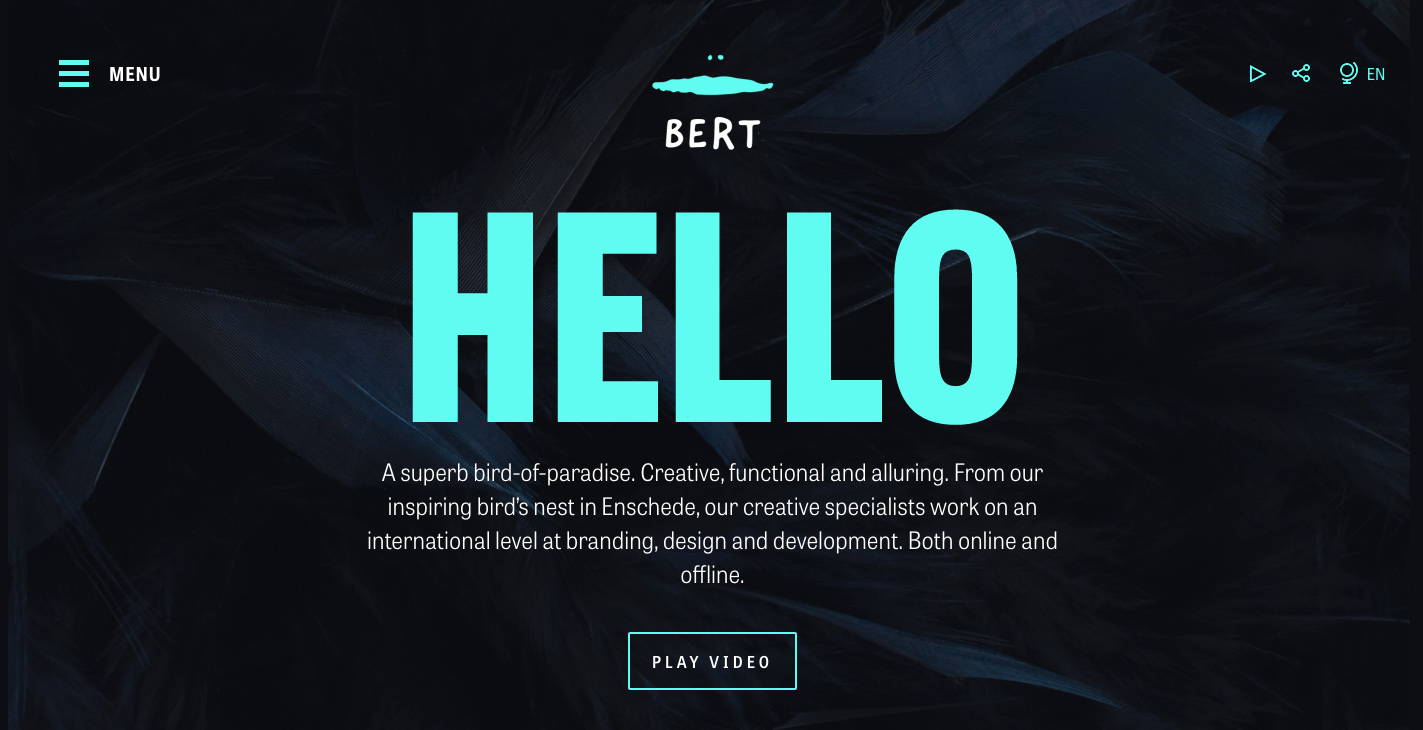 MENU
BERT
EN
HELLO
A superb bird-of-paradise. Creative, functional and alluring. From our
inspiring bird’s nest in Enschede, our creative specialists work on an
international level at branding, design and development. Both online and
offline.
PLAY VIDEO